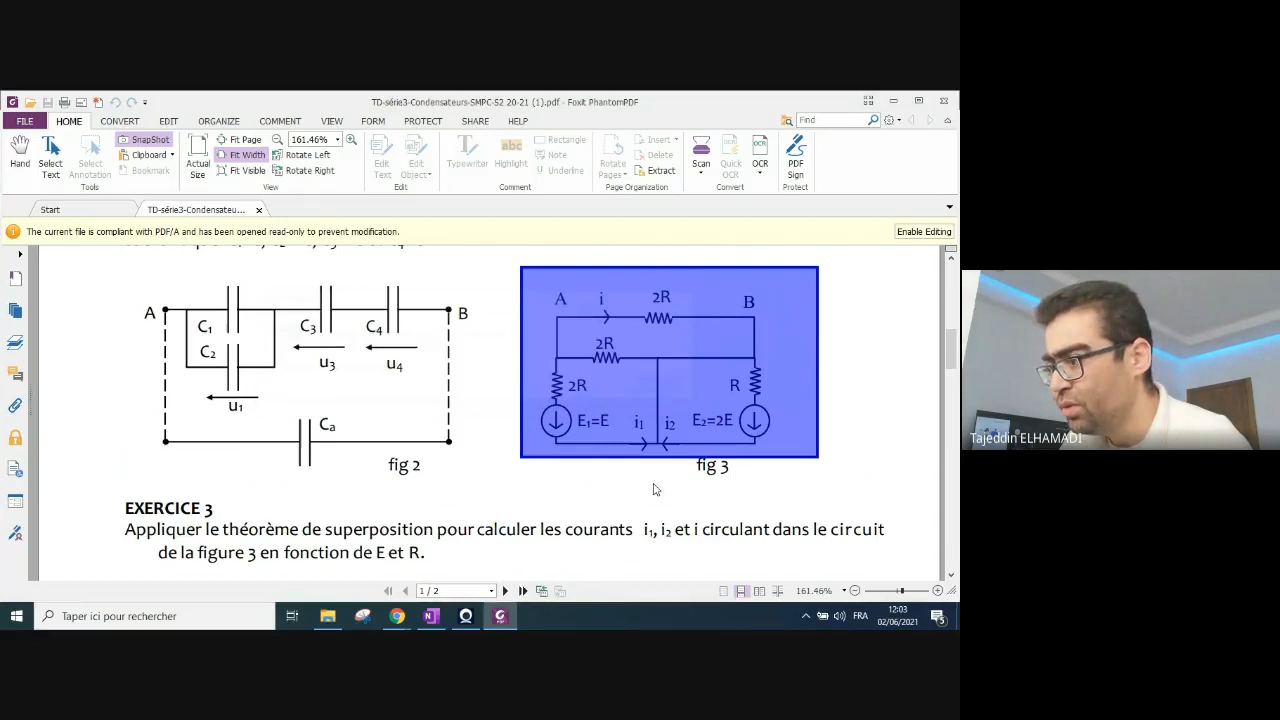 TD-série3-Condensateurs-SMPC-S2 20-21 (1).pdf - Foxit PhantomPDF
FILE HOME CONVERT EDIT ORGANIZE COMMENT VIEW FORM PROTECT SHARE HELP Find
Hand
Select Text
Select Annotation
SnapShot
Clipboard
Bookmark
Tools
Actual Size
Fit Page
Fit Width
Fit Visible
161.46%
Rotate Left
Rotate Right
View
Edit Text
Edit Object
Edit
Typewriter
Highlight
Rectangle
Note
Underline
Comment
Rotate Pages
Insert
Delete
Extract
Page Organization
Scan
Quick OCR
OCR
Convert
PDF Sign
Protect
Start TD-série3-Condensateu...
The current file is compliant with PDF/A and has been opened read-only to prevent modification. Enable Editing
A B
C₁
C₂
C₃
C₄
u₃
u₄
u₁
Cₐ
fig 2
A i 2R B
2R
2R R
E₁=E i₁ i₂ E₂=2E
fig 3
EXERCICE 3
Appliquer le théorème de superposition pour calculer les courants i₁, i₂ et i circulant dans le circuit
de la figure 3 en fonction de E et R.
1 / 2 161.46%
Taper ici pour rechercher
FRA
12:03
02/06/2021
5
Tajeddin ELHAMADI